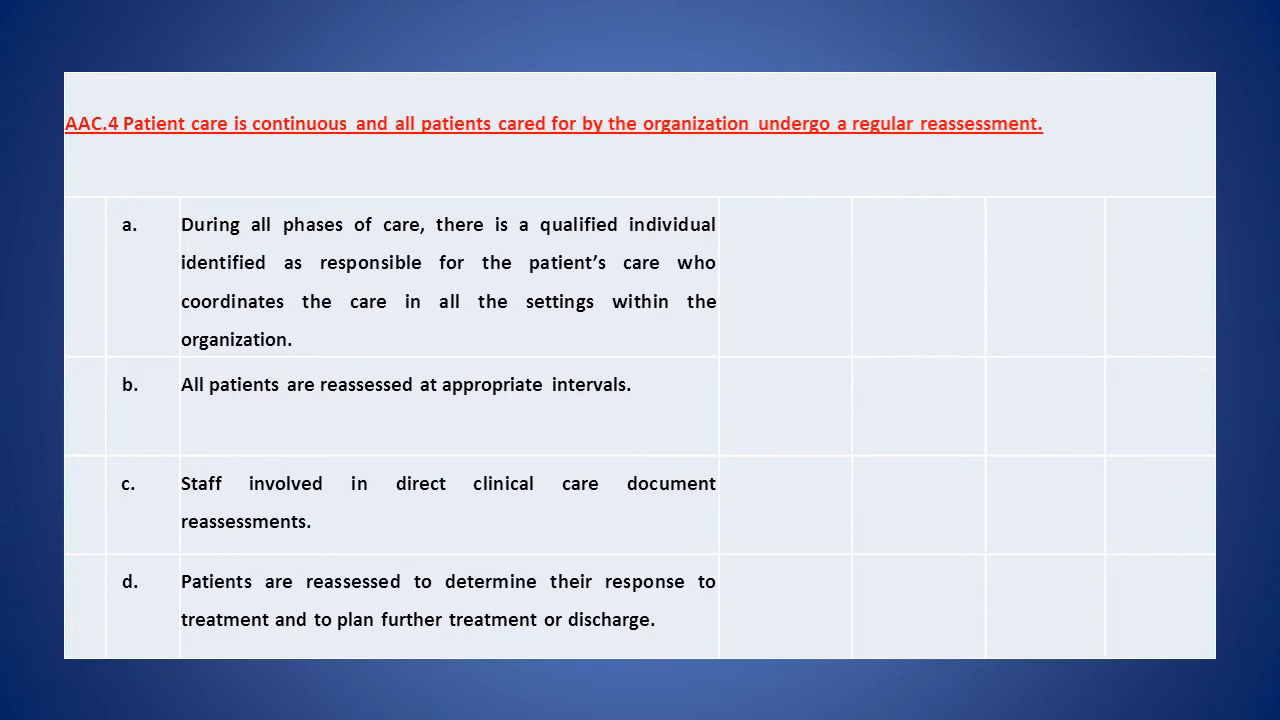 AAC.4 Patient care is continuous and all patients cared for by the organization undergo a regular reassessment.
a. During all phases of care, there is a qualified individual
identified as responsible for the patient’s care who
coordinates the care in all the settings within the
organization.
b. All patients are reassessed at appropriate intervals.
c. Staff involved in direct clinical care document
reassessments.
d. Patients are reassessed to determine their response to
treatment and to plan further treatment or discharge.